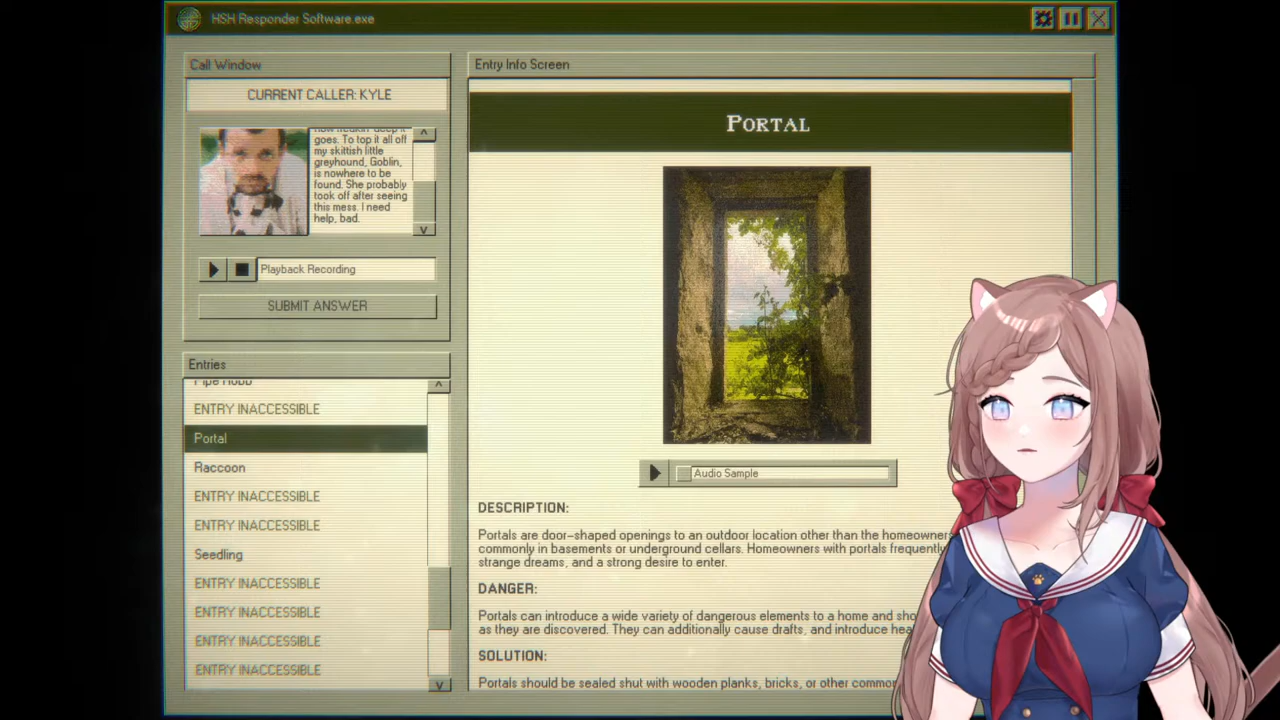 HSH Responder Software.exe
Call Window
CURRENT CALLER: KYLE
goes. To top it all off
my skittish little
greyhound, Goblin,
is nowhere to be
found. She probably
took off after seeing
this mess. I need
help, bad.
Playback Recording
SUBMIT ANSWER
Entries
ENTRY INACCESSIBLE
Portal
Raccoon
ENTRY INACCESSIBLE
ENTRY INACCESSIBLE
Seedling
ENTRY INACCESSIBLE
ENTRY INACCESSIBLE
ENTRY INACCESSIBLE
ENTRY INACCESSIBLE
Entry Info Screen
PORTAL
Audio Sample
DESCRIPTION:
Portals are door-shaped openings to an outdoor location other than the homeowners
commonly in basements or underground cellars. Homeowners with portals frequently
strange dreams, and a strong desire to enter.
DANGER:
Portals can introduce a wide variety of dangerous elements to a home and
as they are discovered. They can additionally cause drafts, and introduce
SOLUTION:
Portals should be sealed shut with wooden planks, bricks, or other